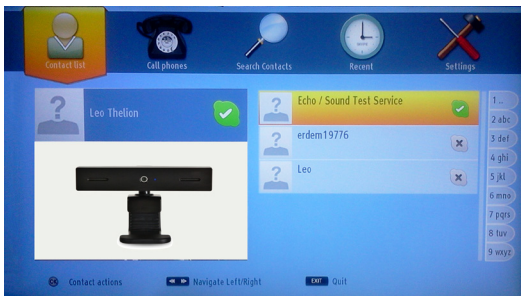 Contact list
Call phones
Search Contacts
Recent
Settings
Leo Thelion
Echo / Sound Test Service
erdem19776
Leo
1 ..
2 abc
3 def
4 ghi
5 jkl
6 mno
7 pqrs
8 tuv
9 wxyz
OK Contact actions
Navigate Left/Right
EXIT Quit